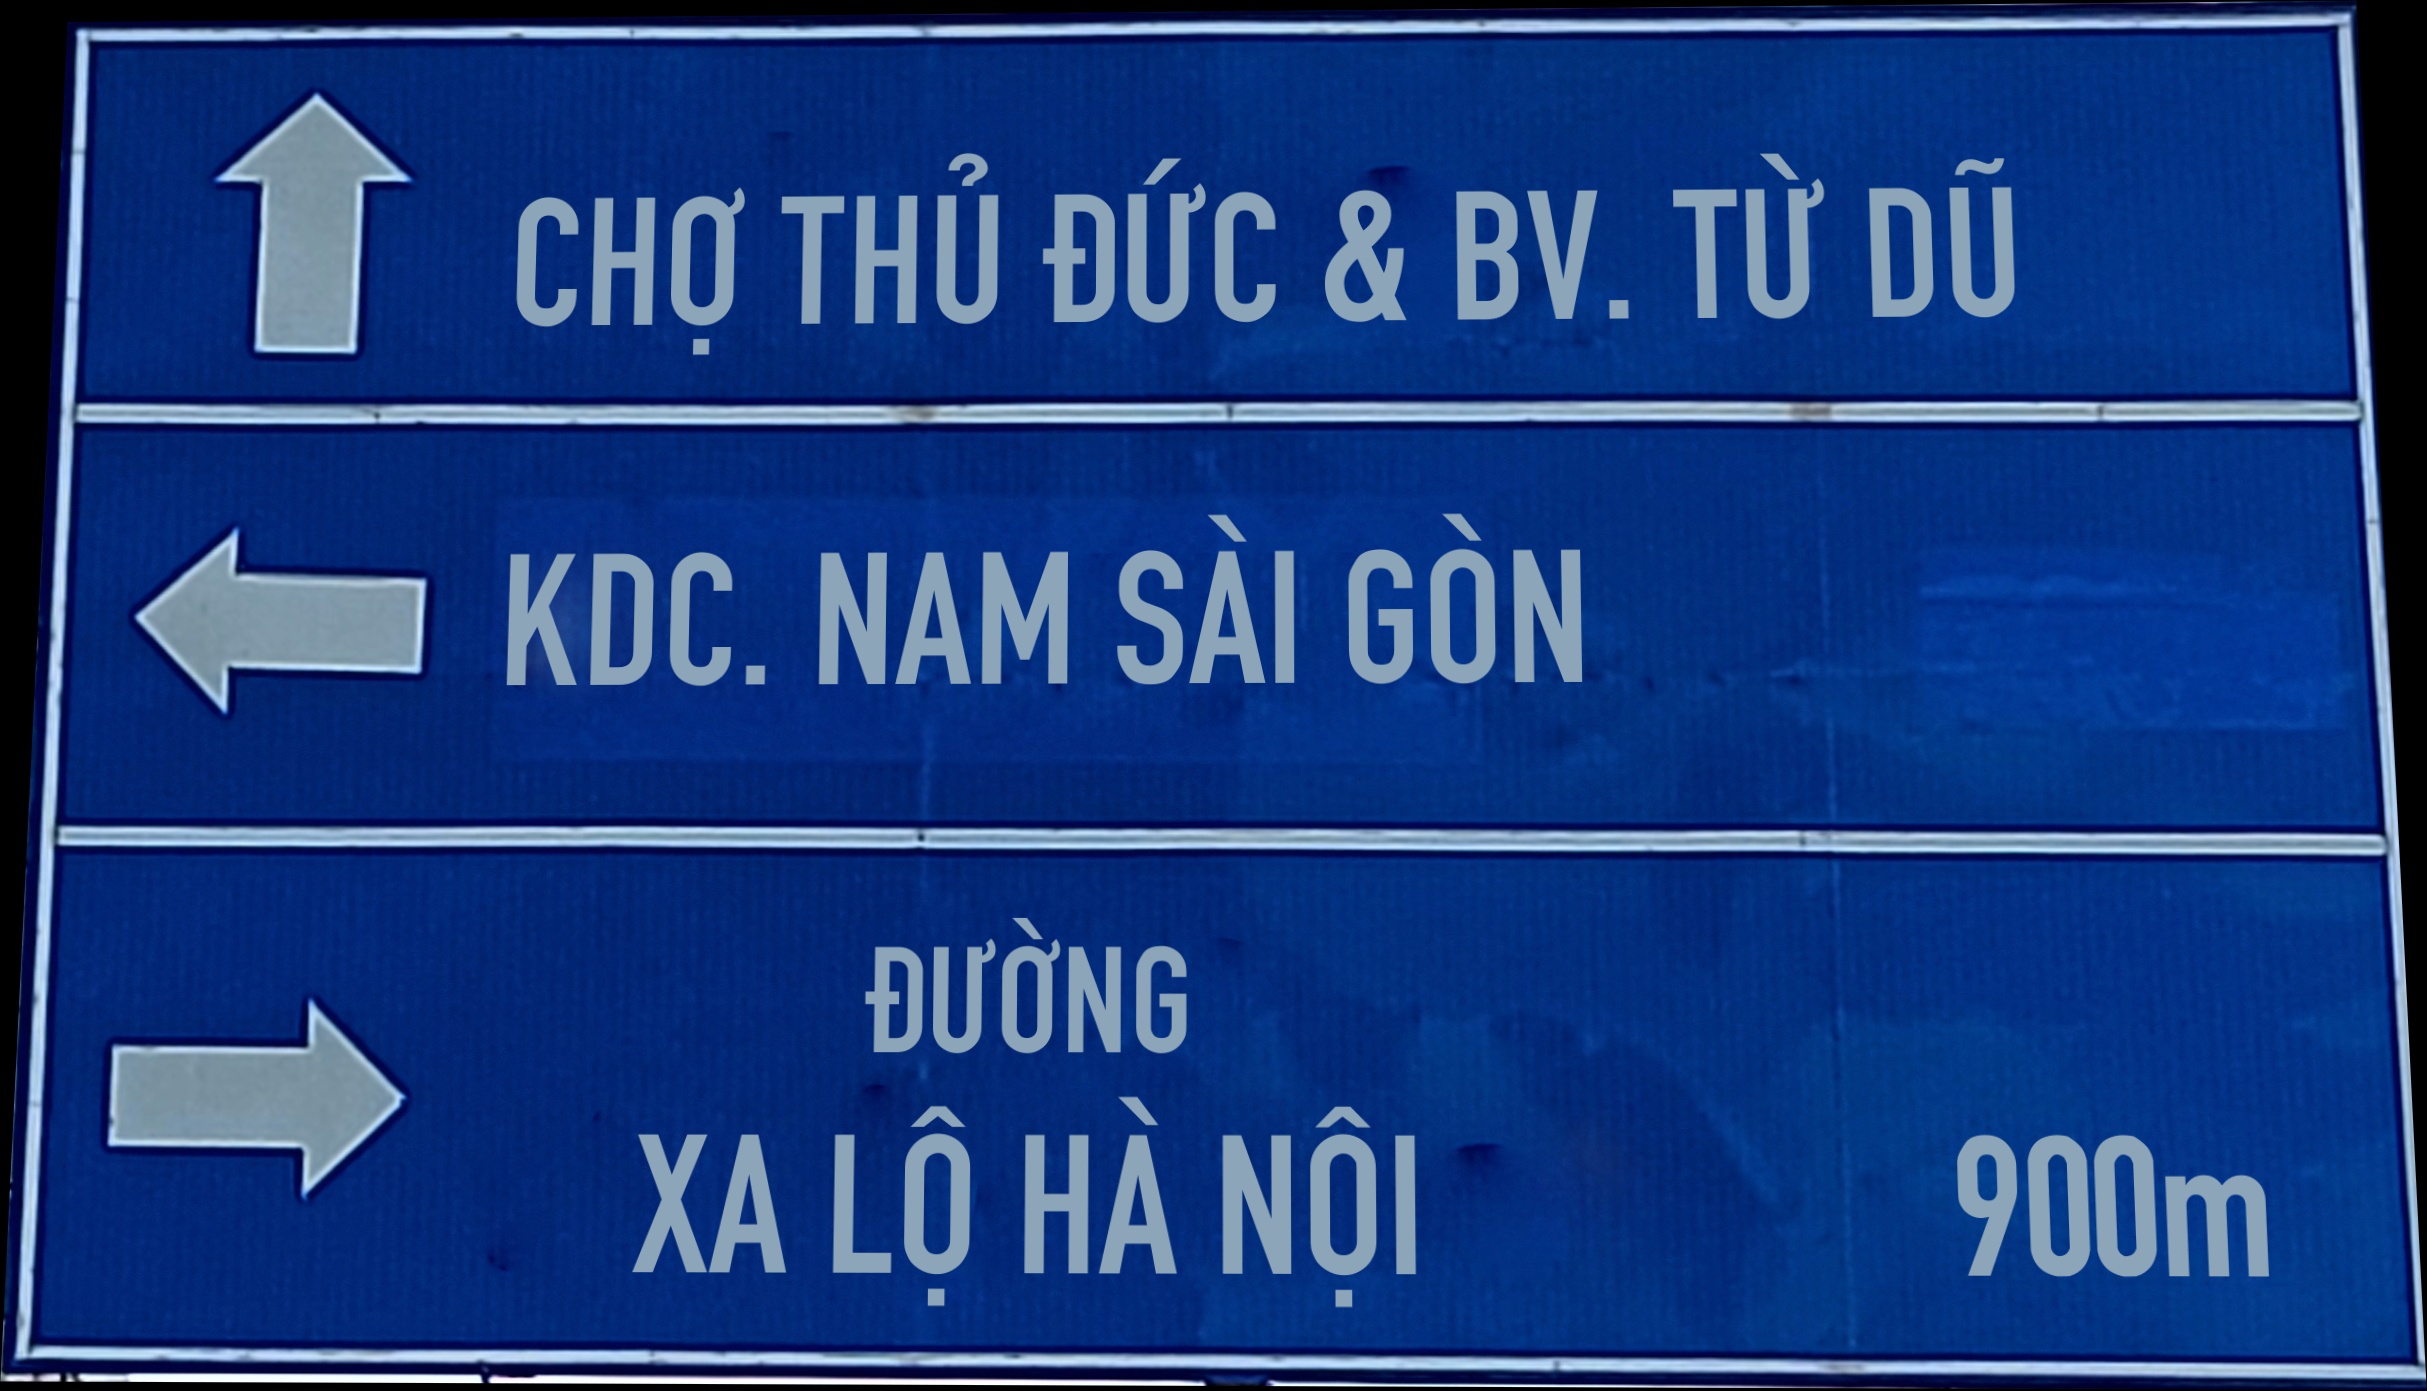 CHỢ THỦ ĐỨC & BV. TỪ DŨ
KDC. NAM SÀI GÒN
ĐƯỜNG
XA LỘ HÀ NỘI 900m